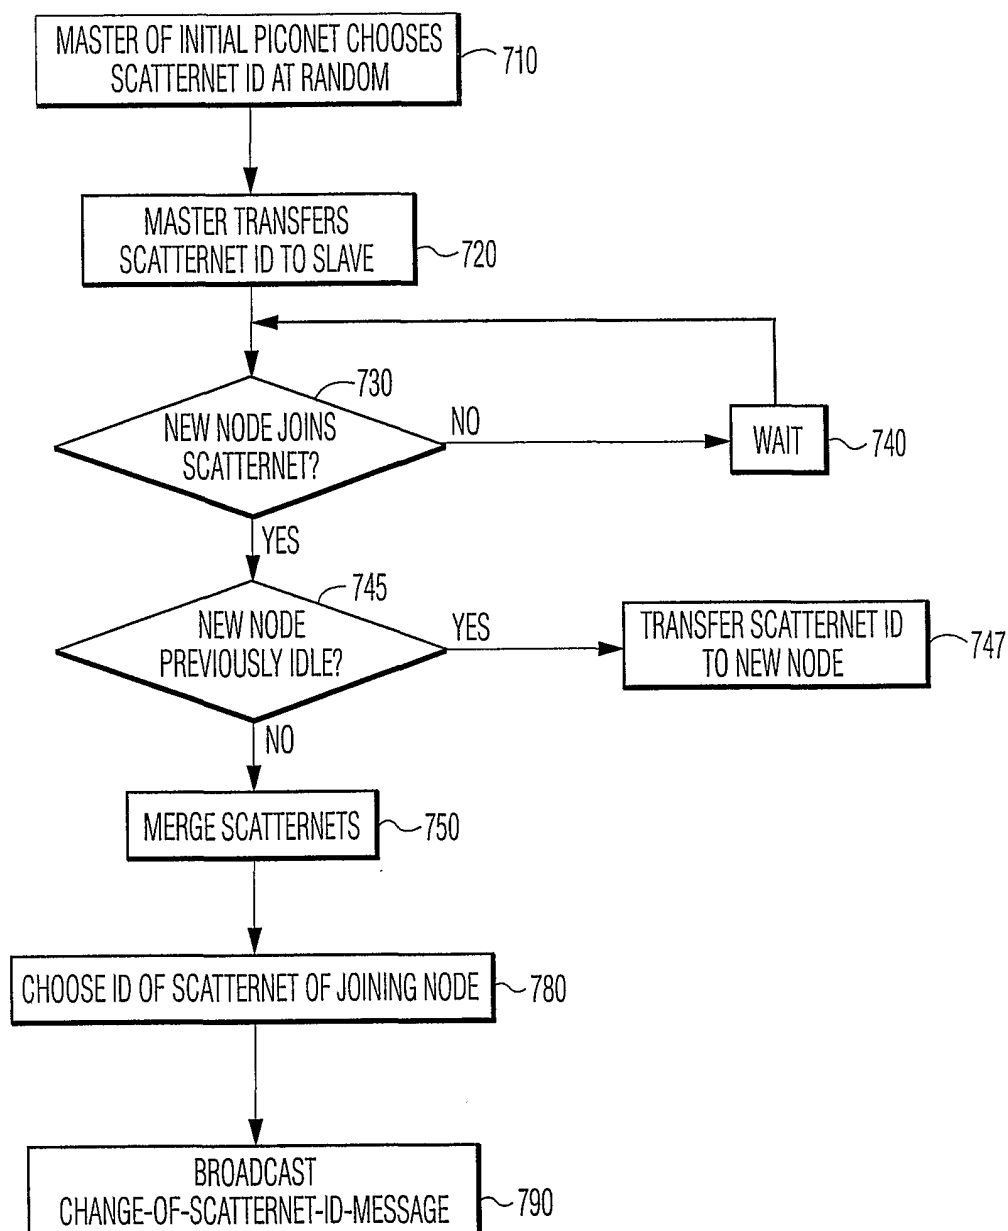 MASTER OF INITIAL PICONET CHOOSES
SCATTERNET ID AT RANDOM
710
MASTER TRANSFERS
SCATTERNET ID TO SLAVE
720
730
NEW NODE JOINS
SCATTERNET?
NO
WAIT
740
YES
745
NEW NODE
PREVIOUSLY IDLE?
YES
TRANSFER SCATTERNET ID
TO NEW NODE
747
NO
MERGE SCATTERNETS
750
CHOOSE ID OF SCATTERNET OF JOINING NODE
780
BROADCAST
CHANGE-OF-SCATTERNET-ID-MESSAGE
790